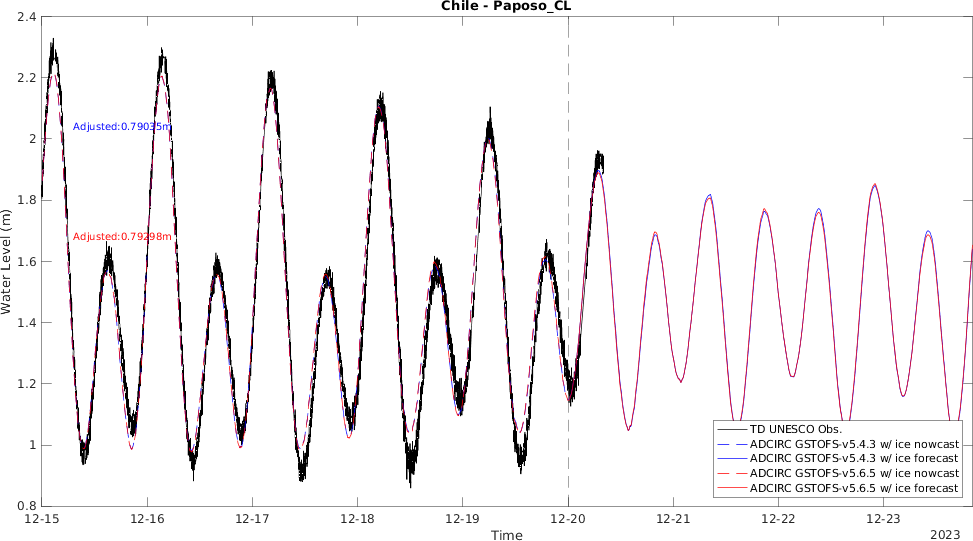 Chile - Paposo_CL
2.4
2.2
2
1.8
1.6
1.4
1.2
1
0.8
Water Level (m)
Adjusted:0.79035m
Adjusted:0.79298m
TD UNESCO Obs.
ADCIRC GSTOFS-v5.4.3 w/ ice nowcast
ADCIRC GSTOFS-v5.4.3 w/ ice forecast
ADCIRC GSTOFS-v5.6.5 w/ ice nowcast
ADCIRC GSTOFS-v5.6.5 w/ ice forecast
12-15 12-16 12-17 12-18 12-19 12-20 12-21 12-22 12-23
Time
2023